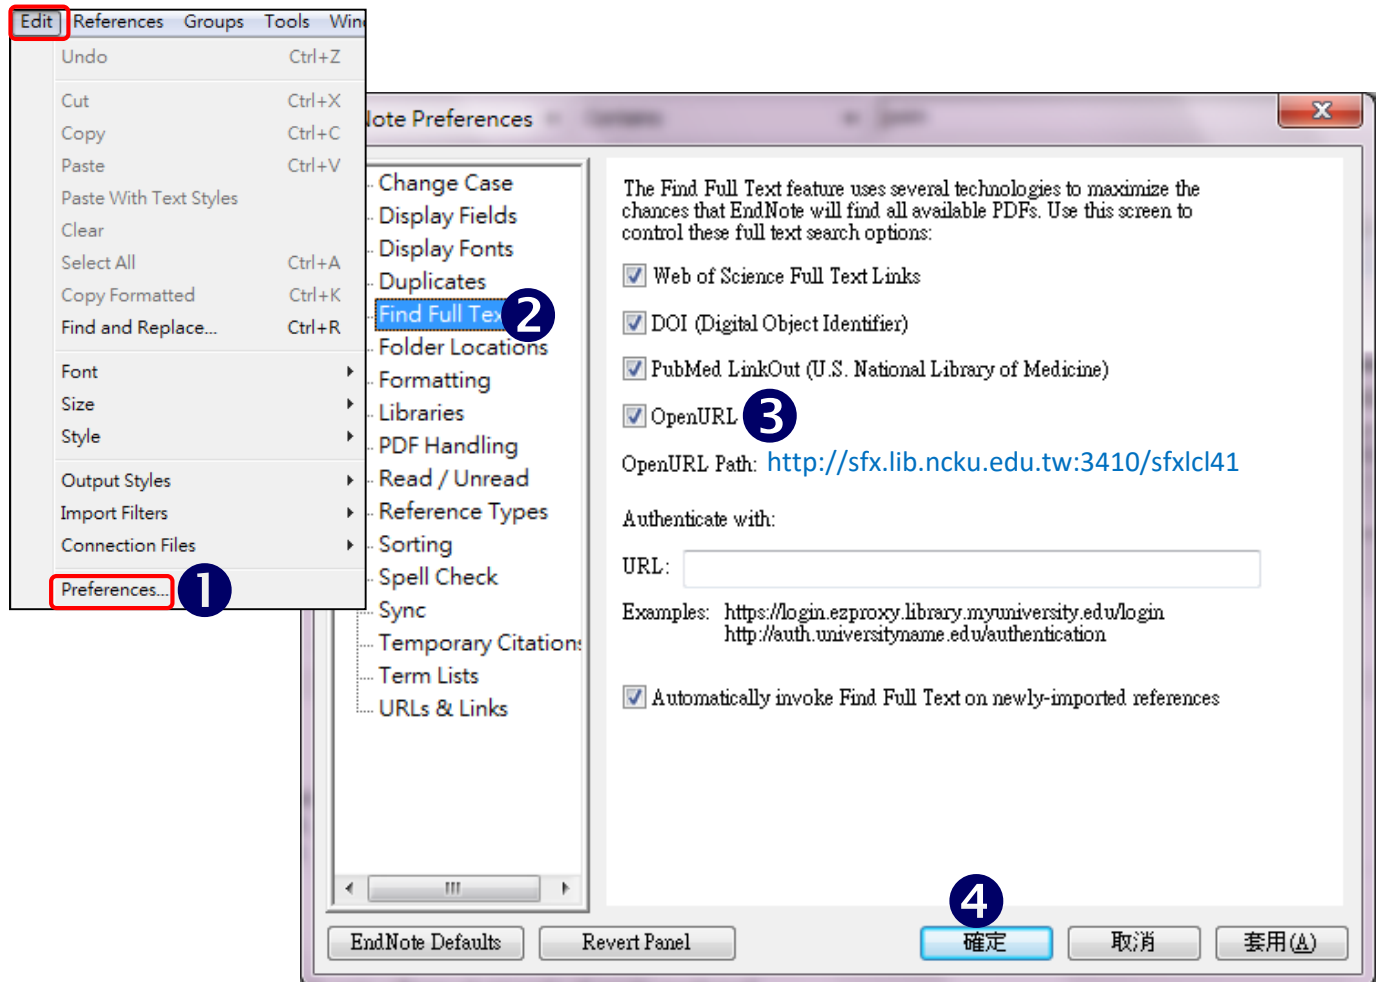 Edit References Groups Tools
Undo Ctrl+Z
Cut Ctrl+X
Copy Ctrl+C
Paste Ctrl+V
Paste With Text Styles
Clear
Select All Ctrl+A
Copy Formatted Ctrl+K
Find and Replace... Ctrl+R
Font
Size
Style
Output Styles
Import Filters
Connection Files
Preferences... 1
Preferences
X
Change Case
Display Fields
Display Fonts
Duplicates
Find Full 2
Folder Locations
Formatting
Libraries
PDF Handling
Read / Unread
Reference Types
Sorting
Spell Check
Sync
Temporary Citations
Term Lists
URLs & Links
The Find Full Text feature uses several technologies to maximize the
chances that EndNote will find all available PDFs. Use this screen to
control these full text search options:
Web of Science Full Text Links
DOI (Digital Object Identifier)
PubMed LinkOut (U.S. National Library of Medicine)
OpenURL 3
OpenURL Path: http://sfx.lib.ncku.edu.tw:3410/sfxlcl41
Authenticate with:
URL:
Examples: https://login.ezproxy.library.myuniversity.edu/login
http://auth.universityname.edu/authentication
Automatically invoke Find Full Text on newly-imported references
4
EndNote Defaults Revert Panel 確定 取消 套用(A)